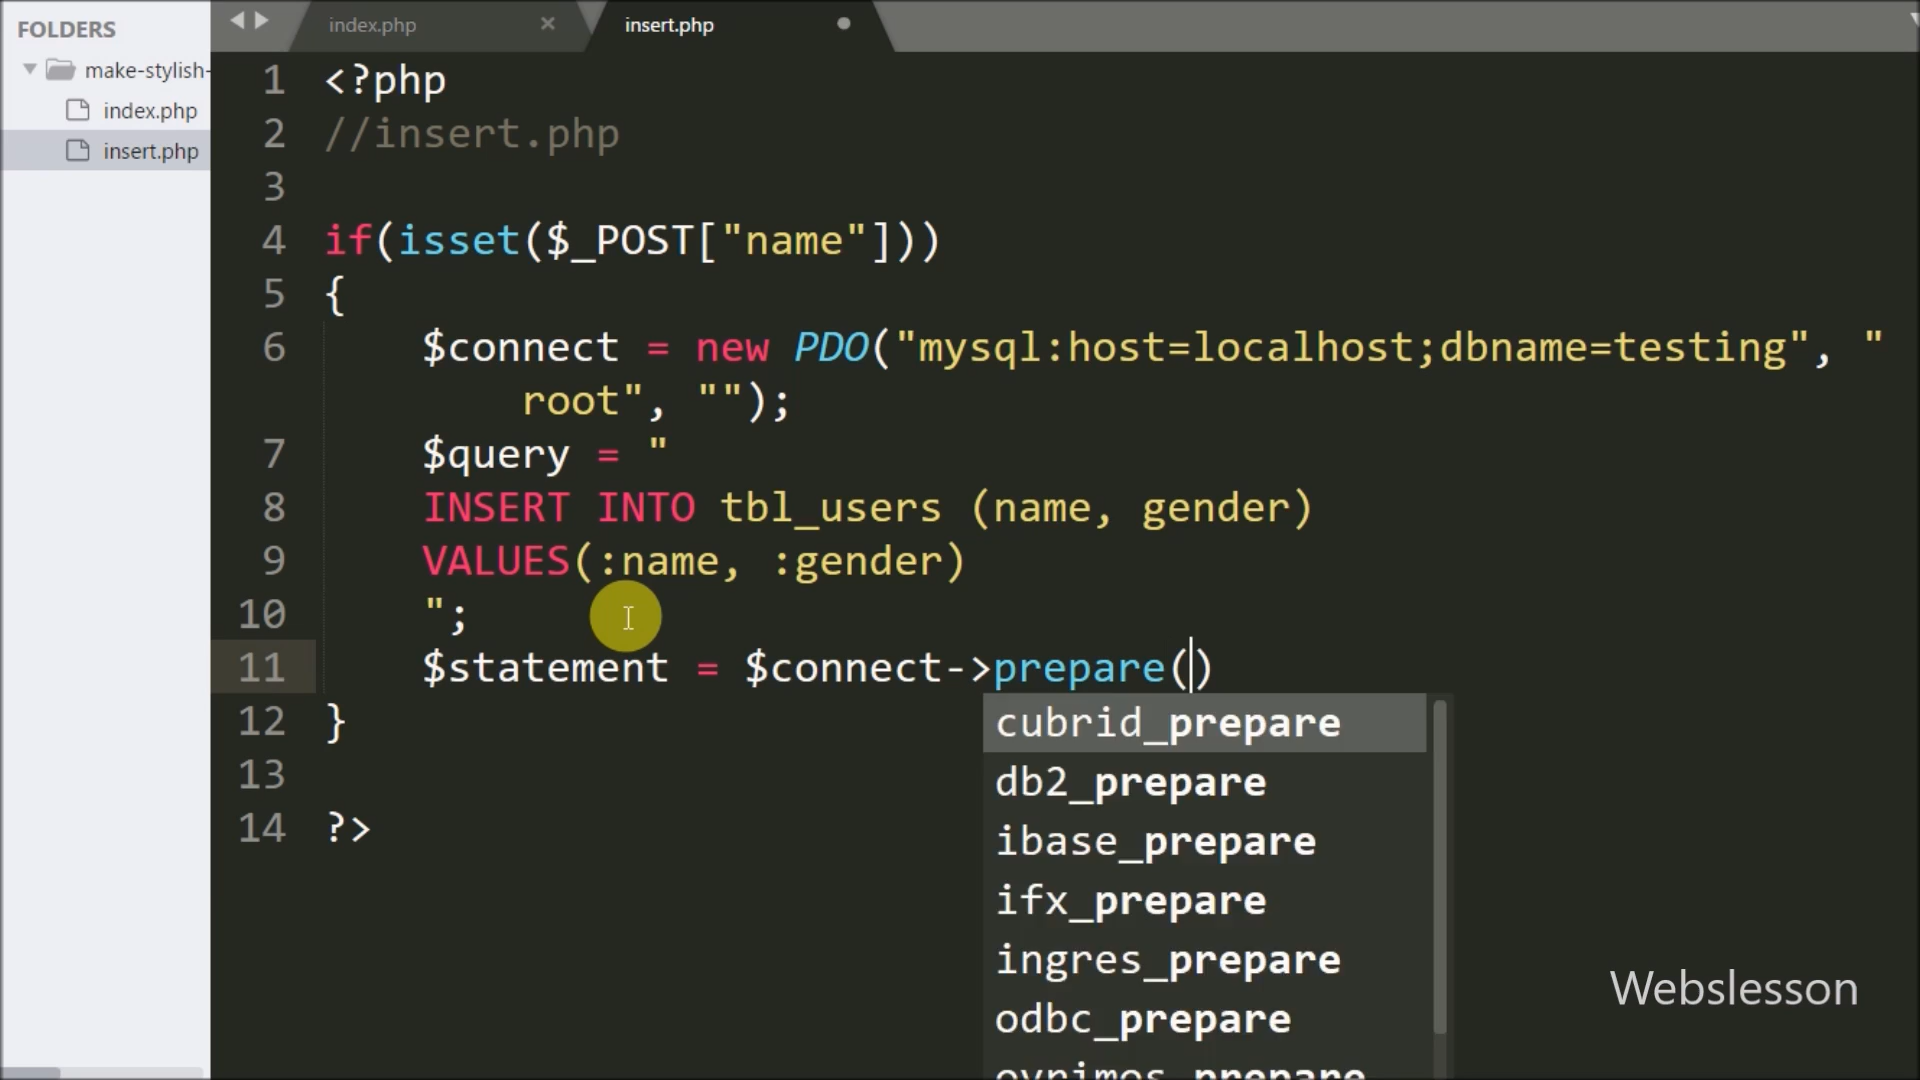 FOLDERS
make-stylish-
index.php
insert.php
index.php
insert.php
1 <?php
2 //insert.php
3
4 if(isset($_POST["name"]))
5 {
6 $connect = new PDO("mysql:host=localhost;dbname=testing", "
root", "");
7 $query = "
8 INSERT INTO tbl_users (name, gender)
9 VALUES(:name, :gender)
10 ";
11 $statement = $connect->prepare()
12 }
13
14 ?>
cubrid_prepare
db2_prepare
ibase_prepare
ifx_prepare
ingres_prepare
odbc_prepare
ovrimos_prepare
Webslesson